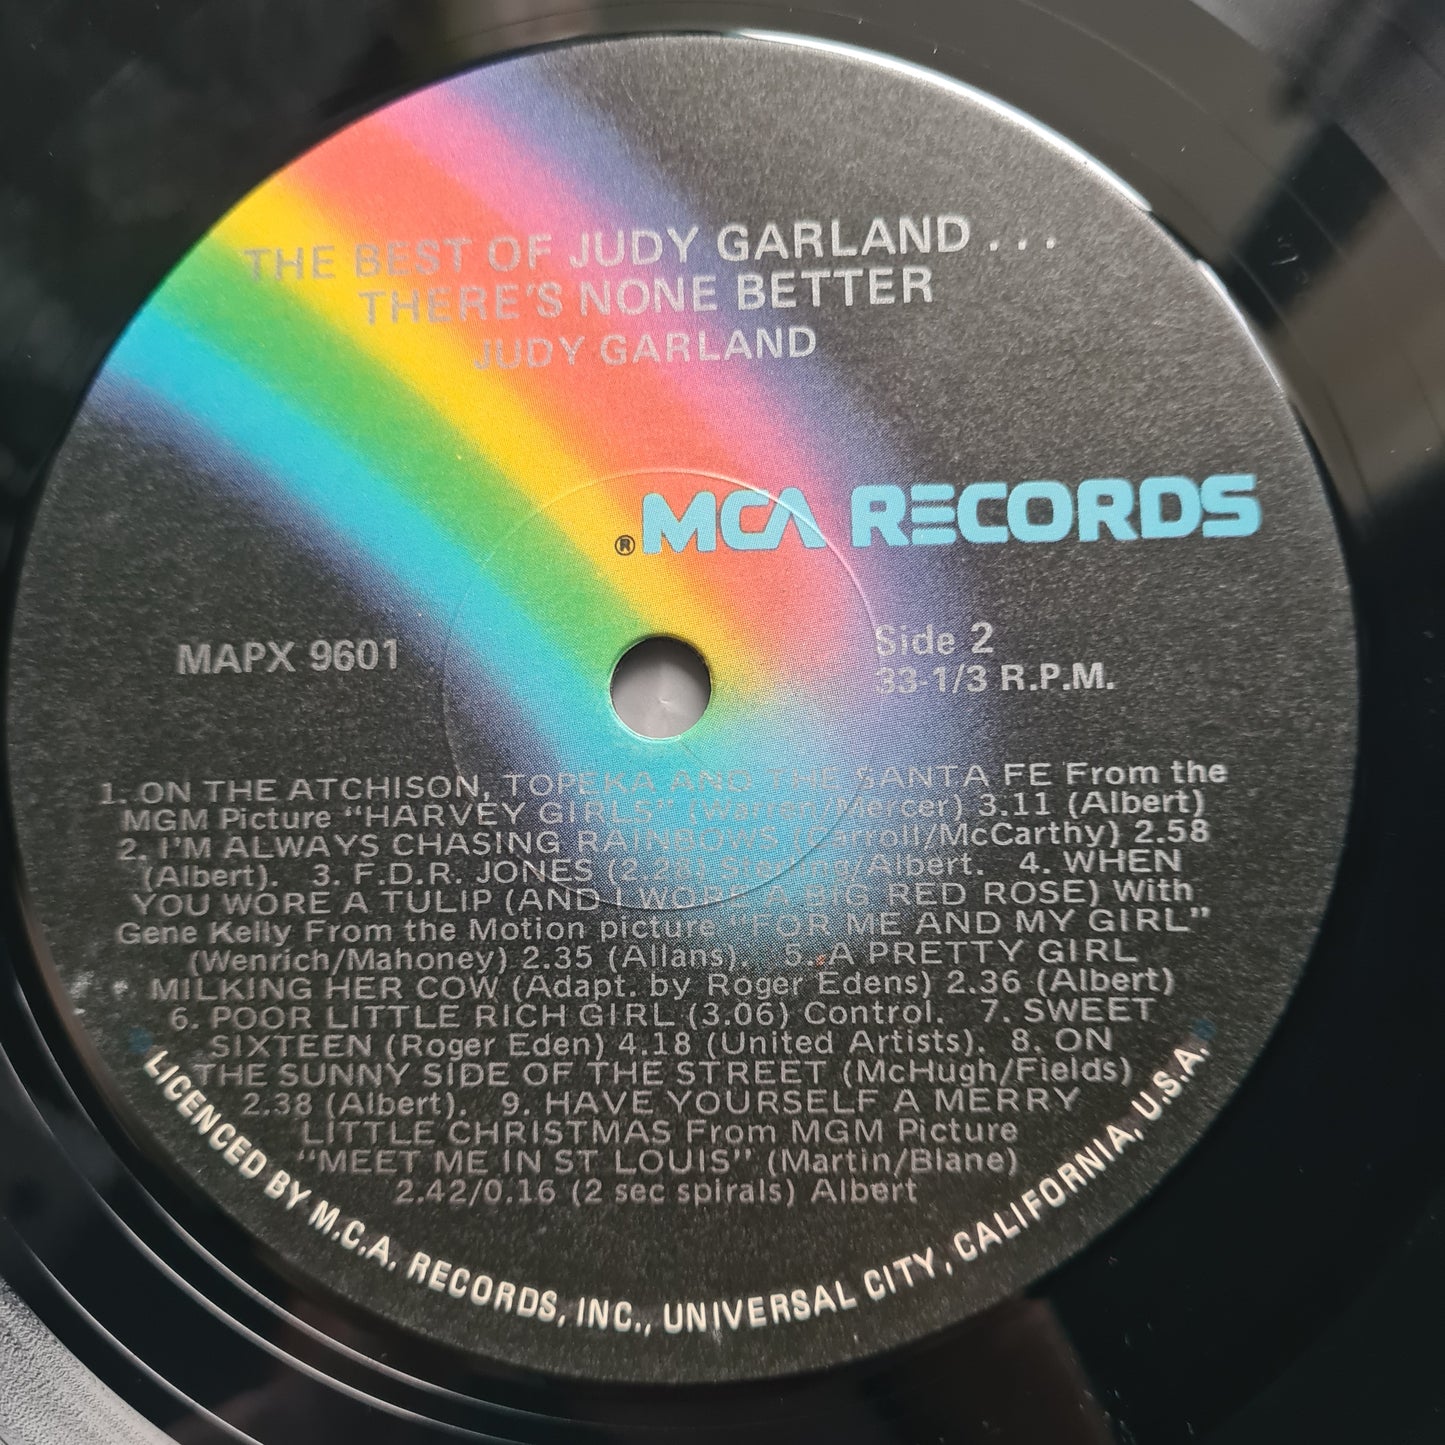 THE BEST OF JUDY GARLAND . . .
THERE'S NONE BETTER
JUDY GARLAND
® MCA RECORDS
MAPX 9601
Side 2
33-1/3 R.P.M.
1. ON THE ATCHISON, TOPEKA AND THE SANTA FE From the
MGM Picture “HARVEY GIRLS” (Warren/Mercer) 3.11 (Albert)
2. I'M ALWAYS CHASING RAINBOWS (Carroll/McCarthy) 2.58
(Albert). 3. F.D.R. JONES (2.28) Sterling/Albert. 4. WHEN
YOU WORE A TULIP (AND I WORE A BIG RED ROSE) With
Gene Kelly From the Motion picture “FOR ME AND MY GIRL”
(Wenrich/Mahoney) 2.35 (Allans). 5. A PRETTY GIRL
MILKING HER COW (Adapt. by Roger Edens) 2.36 (Albert)
6. POOR LITTLE RICH GIRL (3.06) Control. 7. SWEET
SIXTEEN (Roger Eden) 4.18 (United Artists). 8. ON
THE SUNNY SIDE OF THE STREET (McHugh/Fields)
2.38 (Albert). 9. HAVE YOURSELF A MERRY
LITTLE CHRISTMAS From MGM Picture
“MEET ME IN ST LOUIS” (Martin/Blane)
2.42/0.16 (2 sec spirals) Albert
LICENCED BY M.C.A. RECORDS, INC., UNIVERSAL CITY, CALIFORNIA, U.S.A.